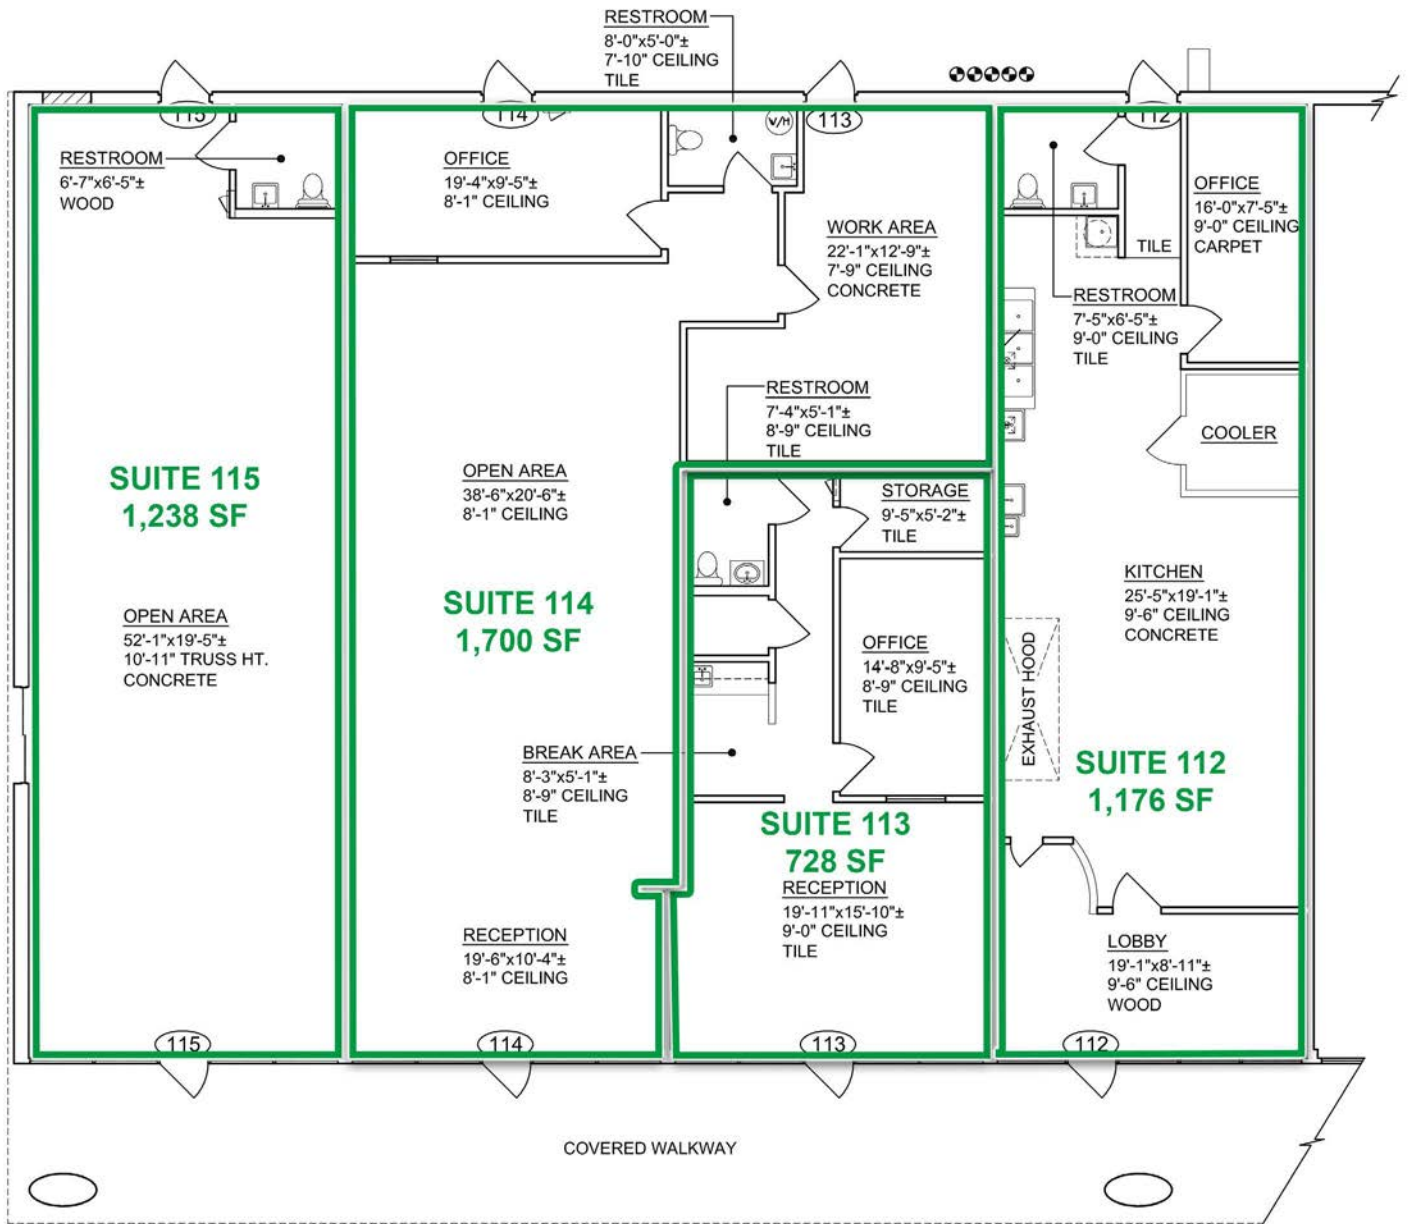 RESTROOM
8'-0"x5'-0"±
7'-10" CEILING
TILE
115
114
113
112
RESTROOM
6'-7"x6'-5"±
WOOD
OFFICE
19'-4"x9'-5"±
8'-1" CEILING
W/H
WORK AREA
22'-1"x12'-9"±
7'-9" CEILING
CONCRETE
OFFICE
16'-0"x7'-5"±
9'-0" CEILING
CARPET
TILE
RESTROOM
7'-5"x6'-5"±
9'-0" CEILING
TILE
RESTROOM
7'-4"x5'-1"±
8'-9" CEILING
TILE
COOLER
SUITE 115
1,238 SF
OPEN AREA
38'-6"x20'-6"±
8'-1" CEILING
STORAGE
9'-5"x5'-2"±
TILE
SUITE 114
1,700 SF
KITCHEN
25'-5"x19'-1"±
9'-6" CEILING
CONCRETE
OPEN AREA
52'-1"x19'-5"±
10'-11" TRUSS HT.
CONCRETE
OFFICE
14'-8"x9'-5"±
8'-9" CEILING
TILE
EXHAUST HOOD
BREAK AREA
8'-3"x5'-1"±
8'-9" CEILING
TILE
SUITE 112
1,176 SF
SUITE 113
728 SF
RECEPTION
19'-11"x15'-10"±
9'-0" CEILING
TILE
RECEPTION
19'-6"x10'-4"±
8'-1" CEILING
LOBBY
19'-1"x8'-11"±
9'-6" CEILING
WOOD
115
114
113
112
COVERED WALKWAY